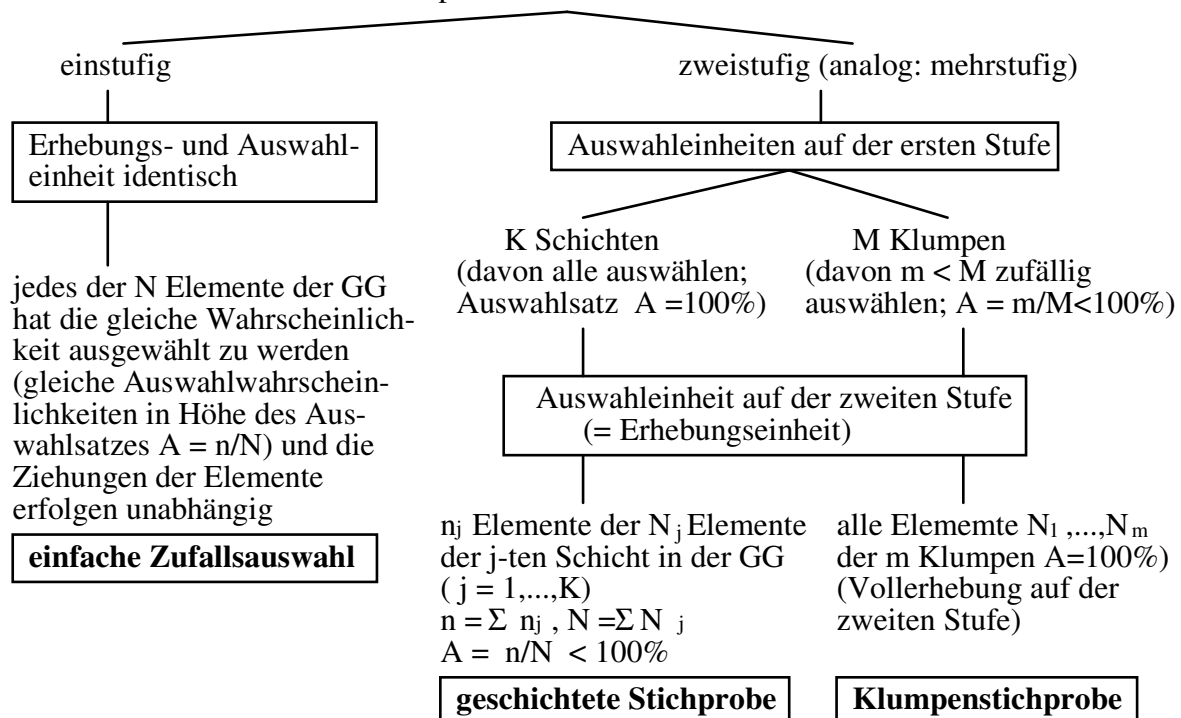 einstufig
zweistufig (analog: mehrstufig)
Erhebungs- und Auswahl-
einheit identisch
Auswahleinheiten auf der ersten Stufe
K Schichten
(davon alle auswählen;
Auswahlsatz A =100%)
M Klumpen
(davon m < M zufällig
auswählen; A = m/M<100%)
jedes der N Elemente der GG
hat die gleiche Wahrscheinlich-
keit ausgewählt zu werden
(gleiche Auswahlwahrschein-
lichkeiten in Höhe des Aus-
wahlsatzes A = n/N) und die
Ziehungen der Elemente
erfolgen unabhängig
einfache Zufallsauswahl
Auswahleinheit auf der zweiten Stufe
(= Erhebungseinheit)
nj Elemente der Nj Elemente
der j-ten Schicht in der GG
( j = 1,...,K)
n = Σ nj , N =Σ N j
A = n/N < 100%
geschichtete Stichprobe
alle Elememte N1 ,...,Nm
der m Klumpen A=100%)
(Vollerhebung auf der
zweiten Stufe)
Klumpenstichprobe